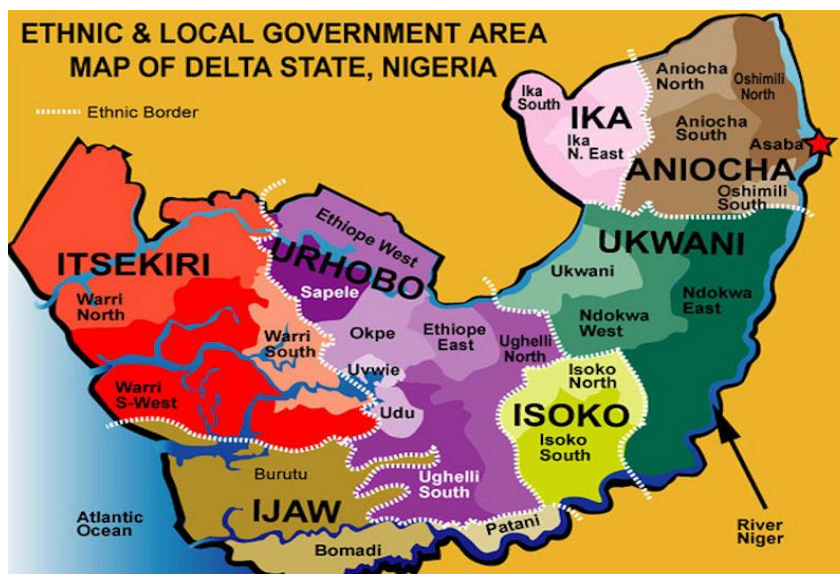 ETHNIC & LOCAL GOVERNMENT AREA
MAP OF DELTA STATE, NIGERIA
Ethnic Border
Ika
South
IKA
Ika
N. East
Aniocha
North
Oshimili
North
Aniocha
South
Asaba
ANIOCHA
Oshimili
South
ITSEKIRI
Warri
North
Warri
South
Warri
S-West
Ethiope West
URHOBO
Sapele
Okpe
Ethiope
East
Ughelli
North
Uvwie
Udu
Ughelli
South
UKWANI
Ukwani
Ndokwa
West
Ndokwa
East
Isoko
North
ISOKO
Isoko
South
Burutu
IJAW
Bomadi
Patani
Atlantic
Ocean
River
Niger